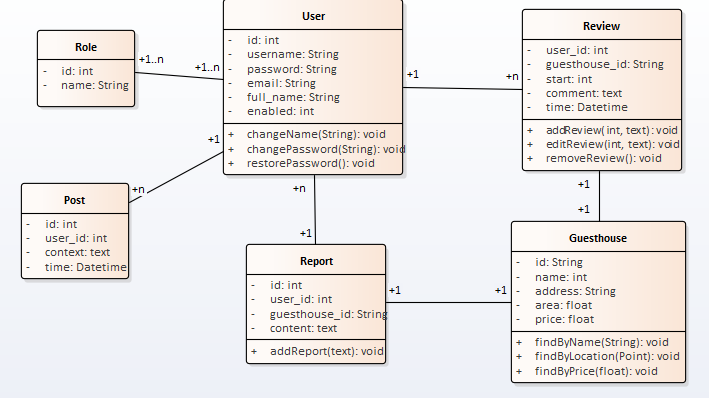 Role
- id: int
- name: String
+1..n
+1..n
User
- id: int
- username: String
- password: String
- email: String
- full_name: String
- enabled: int
+ changeName(String): void
+ changePassword(String): void
+ restorePassword(): void
+1
+n
Review
- user_id: int
- guesthouse_id: String
- start: int
- comment: text
- time: Datetime
+ addReview(int, text): void
+ editReview(int, text): void
+ removeReview(): void
+1
+n
Post
- id: int
- user_id: int
- context: text
- time: Datetime
+n
+1
Report
- id: int
- user_id: int
- guesthouse_id: String
- content: text
+ addReport(text): void
+1
+1
+1
+1
Guesthouse
- id: String
- name: int
- address: String
- area: float
- price: float
+ findByName(String): void
+ findByLocation(Point): void
+ findByPrice(float): void